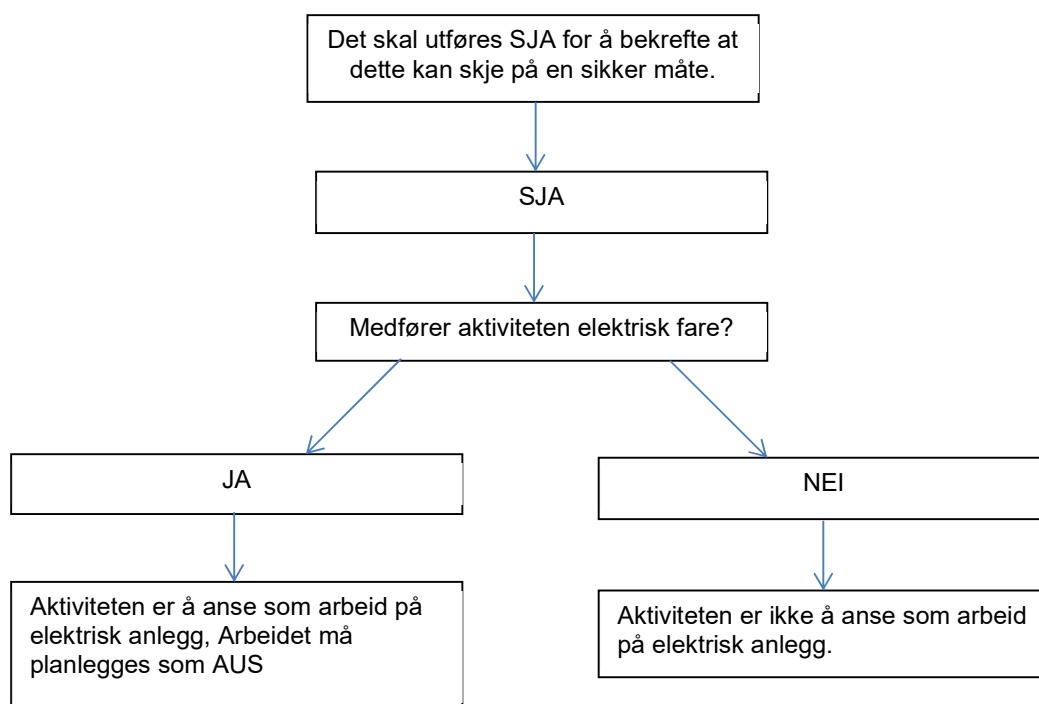 Det skal utføres SJA for å bekrefte at
dette kan skje på en sikker måte.
SJA
Medfører aktiviteten elektrisk fare?
JA
NEI
Aktiviteten er å anse som arbeid på
elektrisk anlegg, Arbeidet må
planlegges som AUS
Aktiviteten er ikke å anse som arbeid
på elektrisk anlegg.